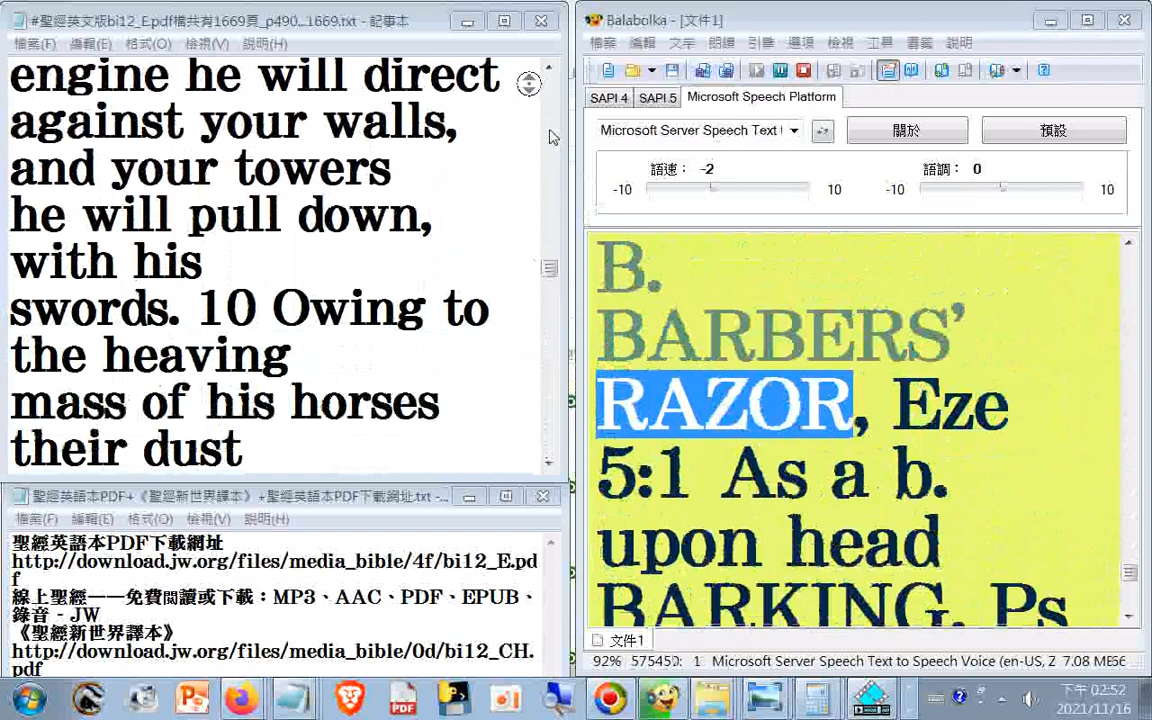 #聖經英文版bi12_E.pdf橫共有1669頁_p490...1669.txt - 記事本
檔案(F) 編輯(E) 格式(O) 檢視(V) 說明(H)
engine he will direct
against your walls,
and your towers
he will pull down,
with his
swords. 10 Owing to
the heaving
mass of his horses
their dust
聖經英語本PDF+《聖經新世界譯本》+聖經英語本PDF下載網址.txt -...
檔案(F) 編輯(E) 格式(O) 檢視(V) 說明(H)
聖經英語本PDF下載網址
http://download.jw.org/files/media_bible/4f/bi12_E.pd
f
線上聖經——免費閱讀或下載：MP3、AAC、PDF、EPUB、
錄音 - JW
《聖經新世界譯本》
http://download.jw.org/files/media_bible/0d/bi12_CH.
pdf
Balabolka - [文件1]
檔案 編輯 文字 朗讀 引擎 選項 檢視 工具 書籤 說明
SAPI 4 SAPI 5 Microsoft Speech Platform
Microsoft Server Speech Text 關於 預設
語速： -2 語調： 0
-10 10 -10 10
B.
BARBERS’
RAZOR, Eze
5:1 As a b.
upon head
BARKING, Ps
文件1
92% 1 Microsoft Server Speech Text to Speech Voice (en-US, Z 7.08 ME
PDF
下午 02:52
2021/11/16